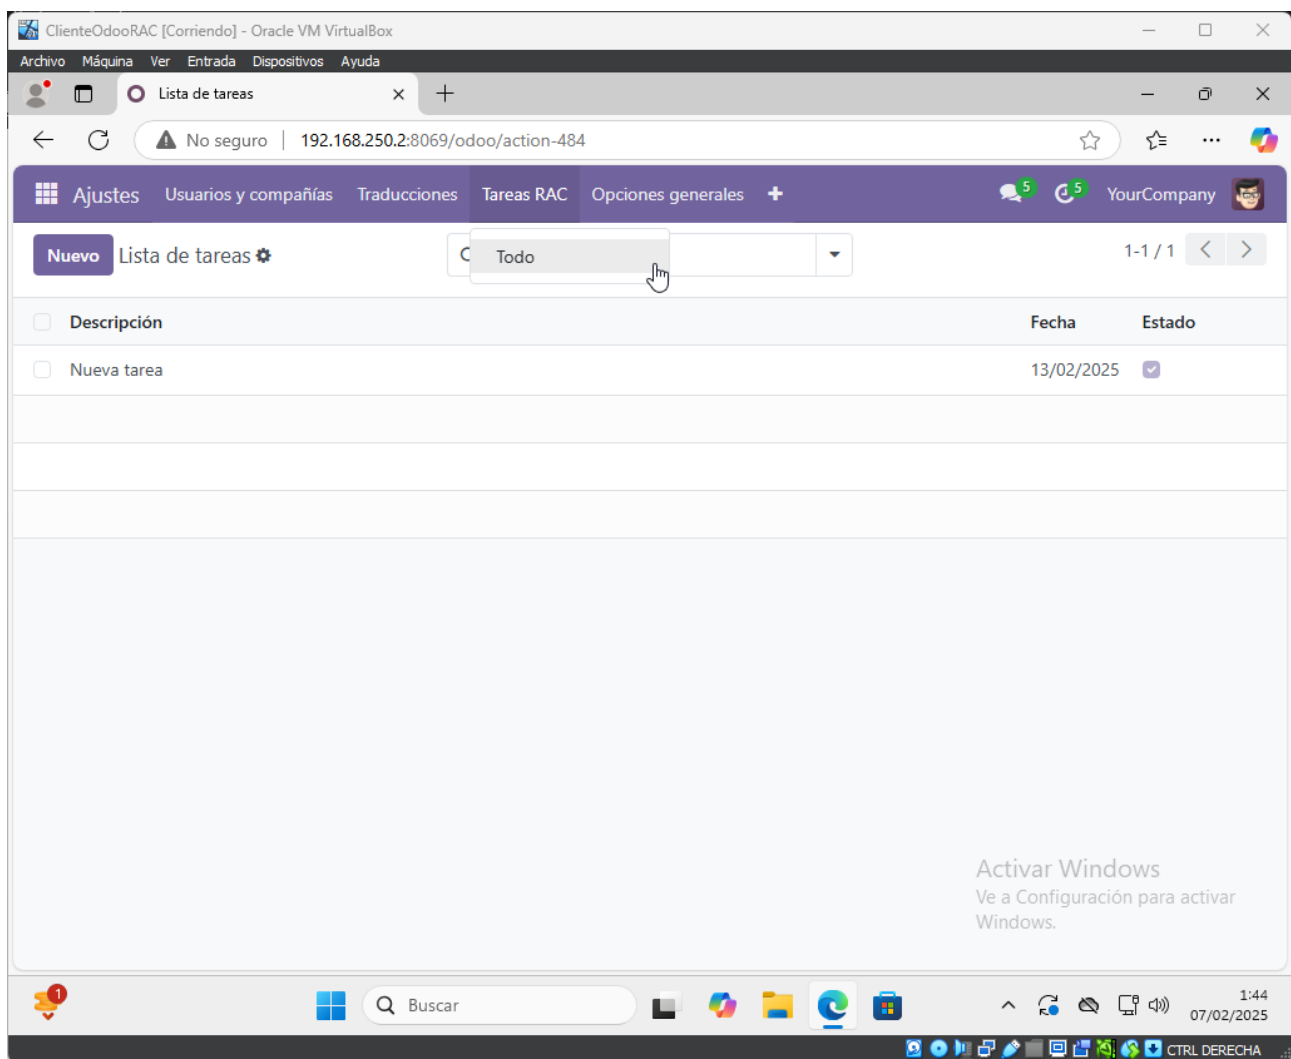 ClienteOdooRAC [Corriendo] - Oracle VM VirtualBox
Archivo Máquina Ver Entrada Dispositivos Ayuda
Lista de tareas
No seguro 192.168.250.2:8069/odoo/action-484
Ajustes Usuarios y compañías Traducciones Tareas RAC Opciones generales 5 5 YourCompany
Nuevo Lista de tareas Todo 1-1 / 1
Descripción Fecha Estado
Nueva tarea 13/02/2025
Activar Windows
Ve a Configuración para activar
Windows.
1 Buscar 1:44
07/02/2025
CTRL DERECHA